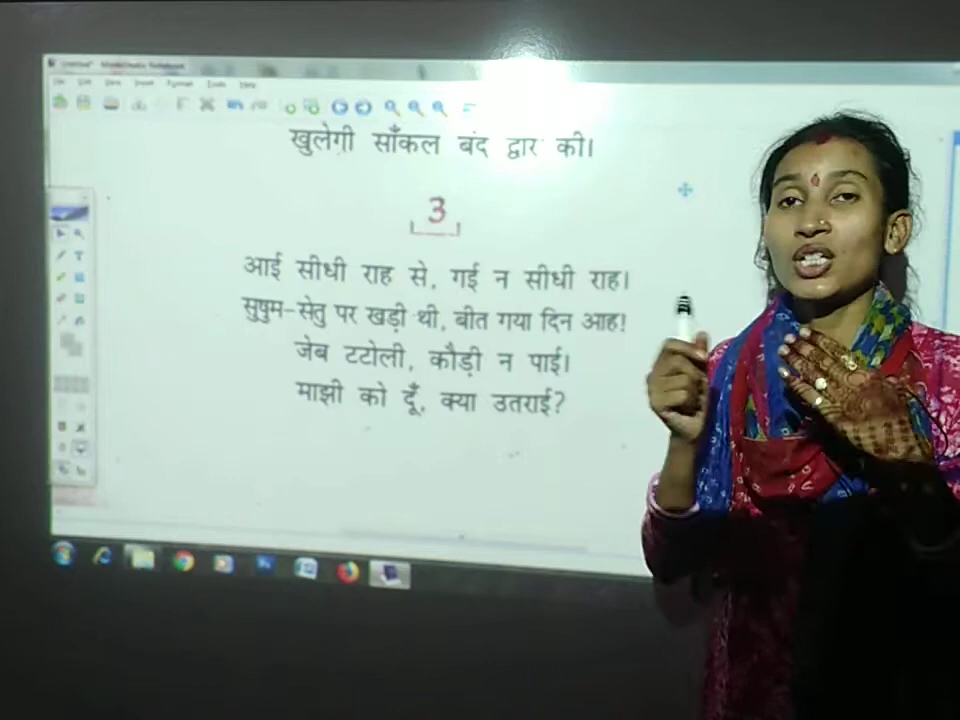 खुलेगी साँकल बंद द्वार की।
3
आई सीधी राह से, गई न सीधी राह।
सुषुम-सेतु पर खड़ी थी, बीत गया दिन आह!
जेब टटोली, कौड़ी न पाई।
माझी को दूँ, क्या उतराई?